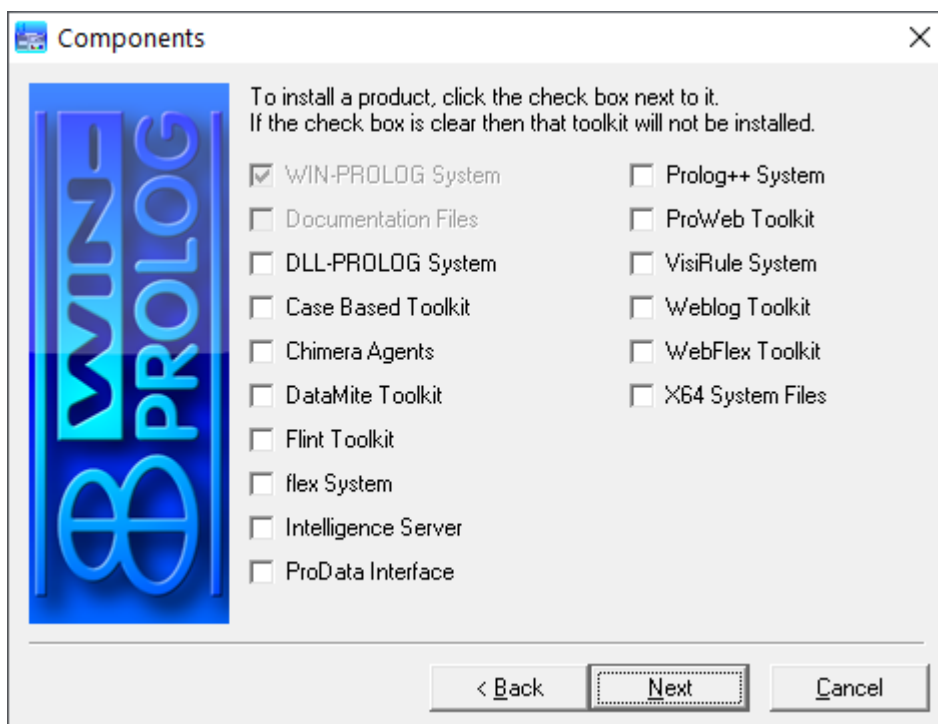 Components
WIN-
PROLOG
8
To install a product, click the check box next to it.
If the check box is clear then that toolkit will not be installed.
WIN-PROLOG System
Documentation Files
DLL-PROLOG System
Case Based Toolkit
Chimera Agents
DataMite Toolkit
Flint Toolkit
flex System
Intelligence Server
ProData Interface
Prolog++ System
ProWeb Toolkit
VisiRule System
Weblog Toolkit
WebFlex Toolkit
X64 System Files
< Back
Next
Cancel